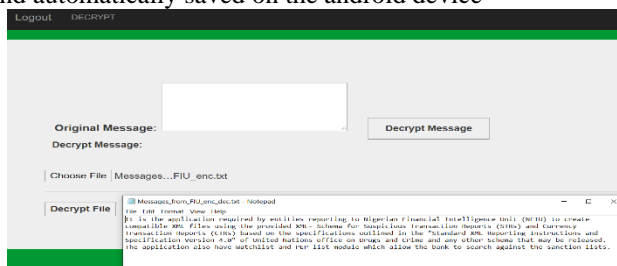 nd automatically saved on the android device
Logout DECRYPT
Original Message:
Decrypt Message
Decrypt Message:
Choose File Messages...FIU_enc.txt
Decrypt File
Messages_from_FIU_enc_dec.txt - Notepad
File Edit Format View Help
It is the application required by entities reporting to Nigerian Financial Intelligence Unit (NFIU) to create
compatible XML files using the provided XML- Schema for Suspicious Transaction Reports (STRs) and Currency
Transaction Reports (CTRs) based on the specifications outlined in the "Standard XML Reporting Instructions and
Specification Version 4.0" of United Nations office on Drugs and Crime and any other Schema that may be released.
The application also have Watchlist and PEP list module which allow the bank to search against the sanction lists.